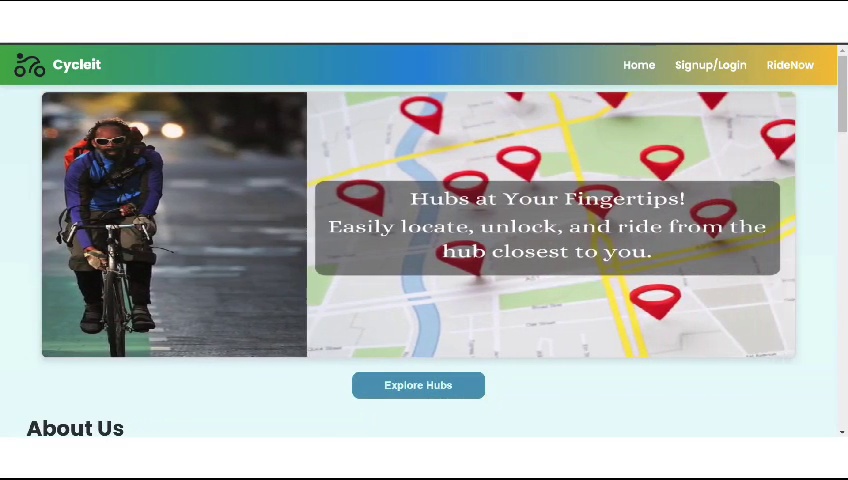 Cycleit
Home Signup/Login RideNow
Hubs at Your Fingertips!
Easily locate, unlock, and ride from the
hub closest to you.
Explore Hubs
About Us